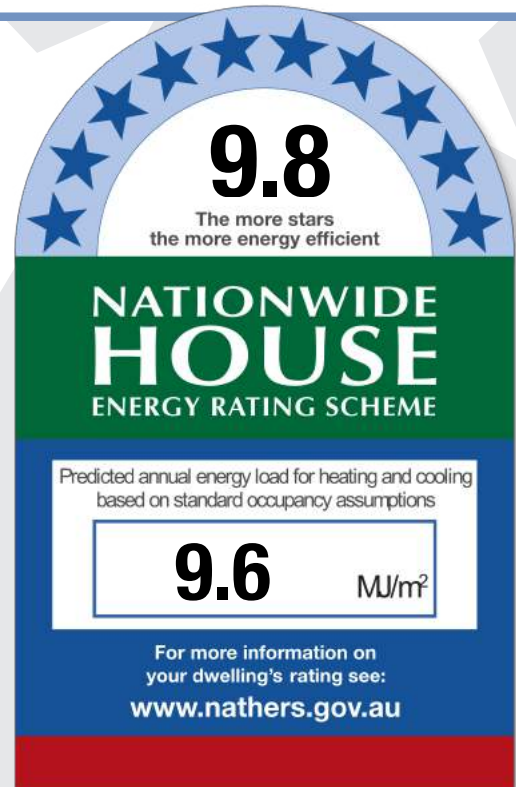 9.8
The more stars
the more energy efficient
NATIONWIDE
HOUSE
ENERGY RATING SCHEME
Predicted annual energy load for heating and cooling
based on standard occupancy assumptions
9.6 MJ/m²
For more information on
your dwelling's rating see:
www.nathers.gov.au